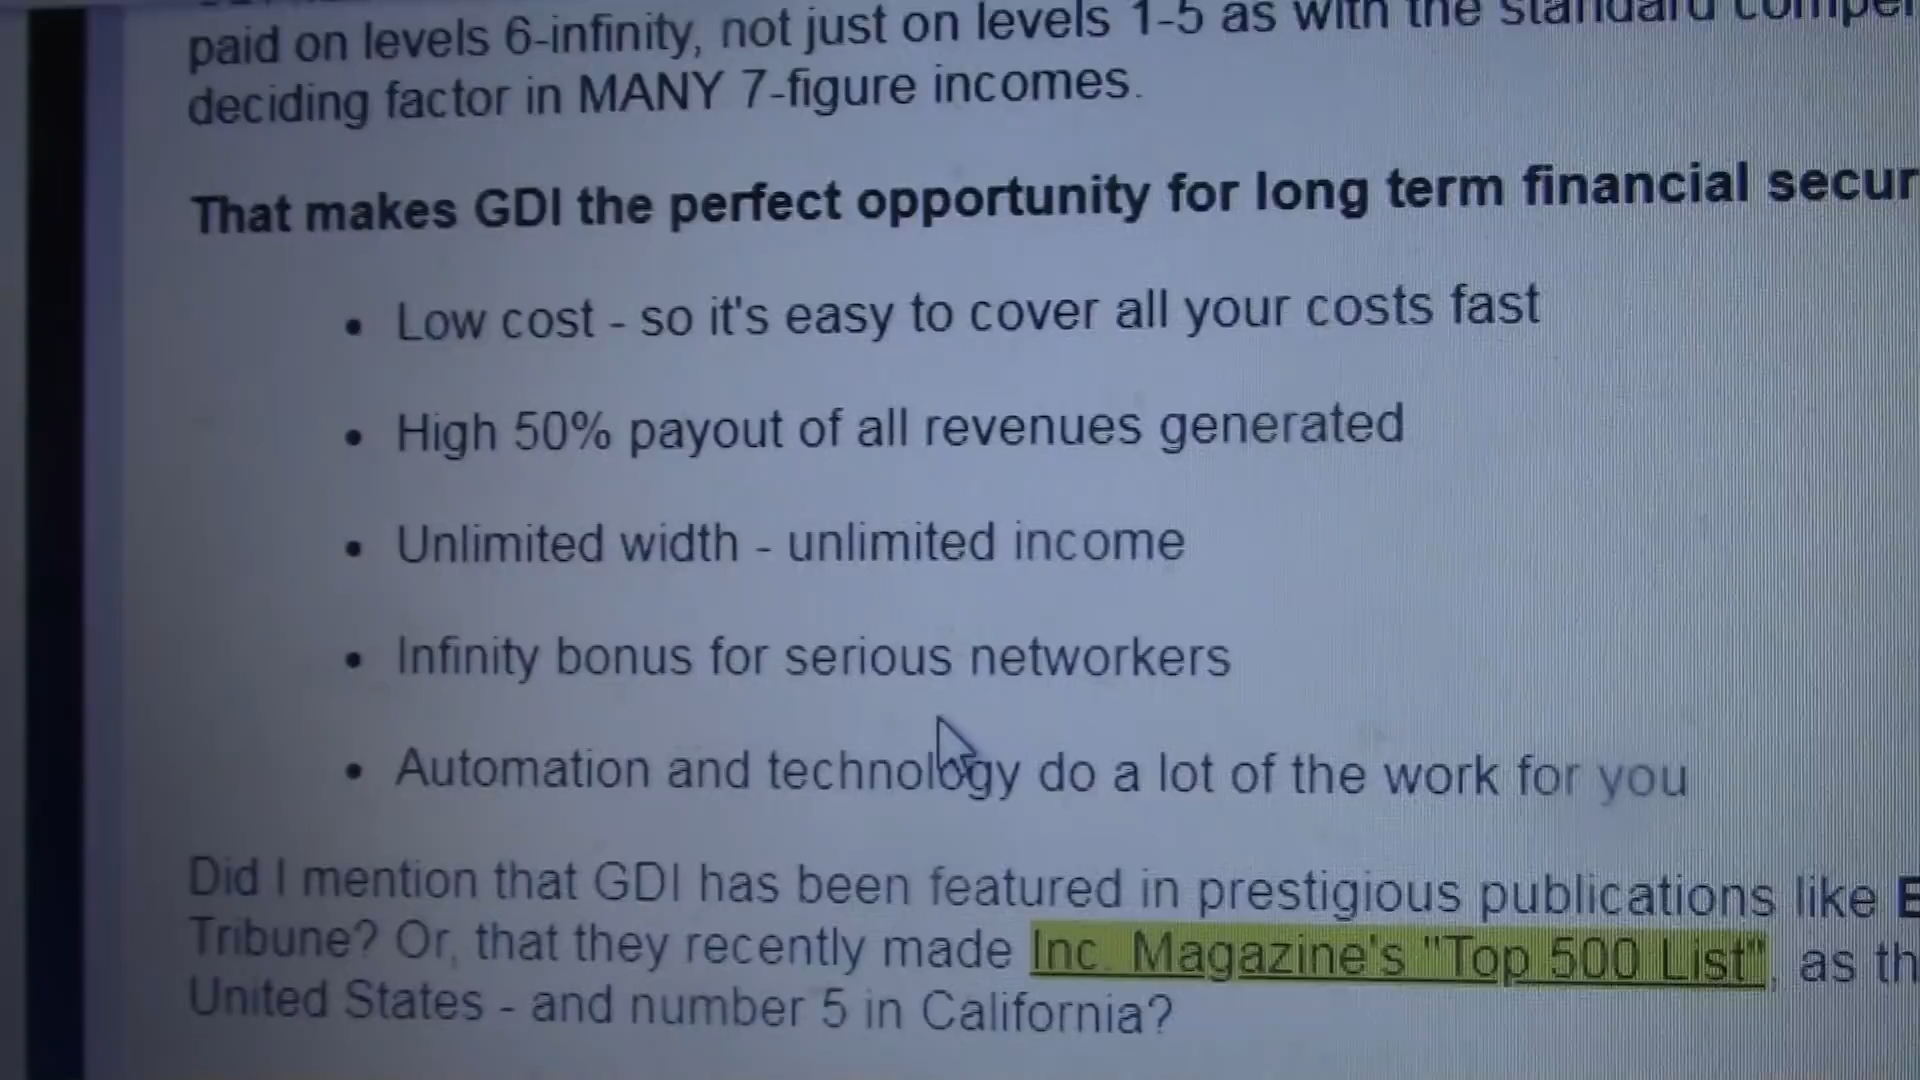 paid on levels 6-infinity, not just on levels 1-5 as with the standard
deciding factor in MANY 7-figure incomes.
That makes GDI the perfect opportunity for long term financial
• Low cost - so it's easy to cover all your costs fast
• High 50% payout of all revenues generated
• Unlimited width - unlimited income
• Infinity bonus for serious networkers
• Automation and technology do a lot of the work for you
Did I mention that GDI has been featured in prestigious publications like
Tribune? Or, that they recently made Inc. Magazine's "Top 500 List", as
United States - and number 5 in California?